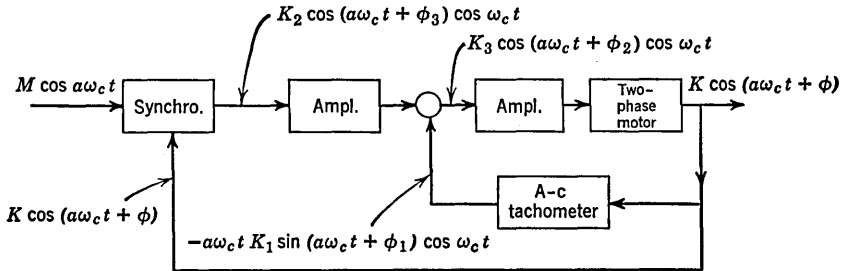 K₂ cos (aω_c t + ϕ₃) cos ω_c t
K₃ cos (aω_c t + ϕ₂) cos ω_c t
M cos aω_c t
Synchro.
Ampl.
Ampl.
Two-
phase
motor
K cos (aω_c t + ϕ)
A-c
tachometer
K cos (aω_c t + ϕ)
−aω_c t K₁ sin (aω_c t + ϕ₁) cos ω_c t